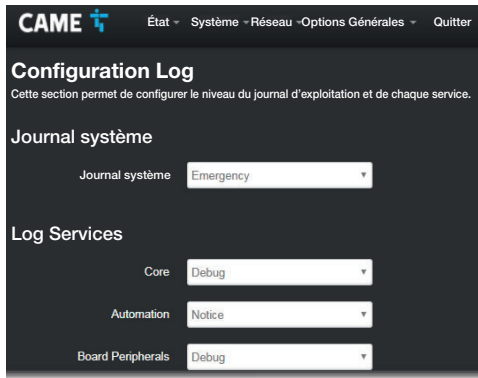 CAME État Système Réseau Options Générales Quitter
Configuration Log
Cette section permet de configurer le niveau du journal d'exploitation et de chaque service.
Journal système
Journal système Emergency
Log Services
Core Debug
Automation Notice
Board Peripherals Debug